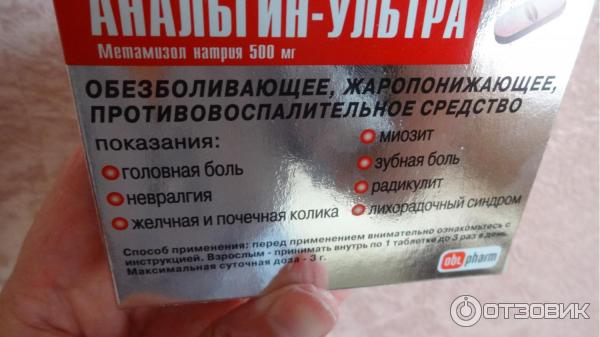 АНАЛЬГИН-УЛЬТРА
Метамизол натрия 500 мг
ОБЕЗБОЛИВАЮЩЕЕ, ЖАРОПОНИЖАЮЩЕЕ,
ПРОТИВОВОСПАЛИТЕЛЬНОЕ СРЕДСТВО
показания:
головная боль
невралгия
желчная и почечная колика
миозит
зубная боль
радикулит
лихорадочный синдром
Способ применения: перед применением внимательно ознакомьтесь с
инструкцией. Взрослым - принимать внутрь по 1 таблетке до 3 раз в день.
Максимальная суточная доза - 3 г.
obl pharm
ОТЗОВИК